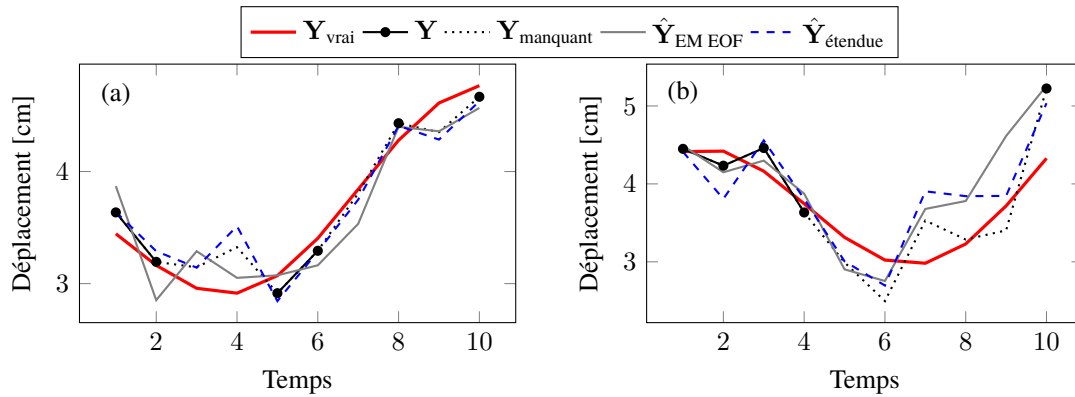 Y_vrai Y Y_manquant Ŷ_EM EOF Ŷ_étendue
(a)
Déplacement [cm]
4
3
2 4 6 8 10
Temps
(b)
Déplacement [cm]
5
4
3
2 4 6 8 10
Temps